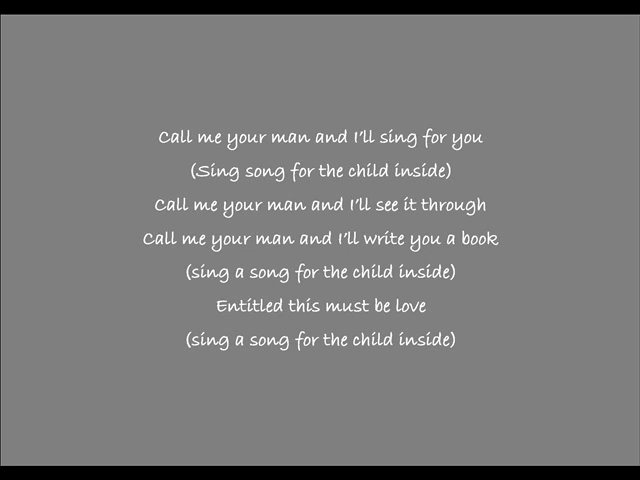 Call me your man and I'll sing for you
(Sing song for the child inside)
Call me your man and I'll see it through
Call me your man and I'll write you a book
(sing a song for the child inside)
Entitled this must be love
(sing a song for the child inside)